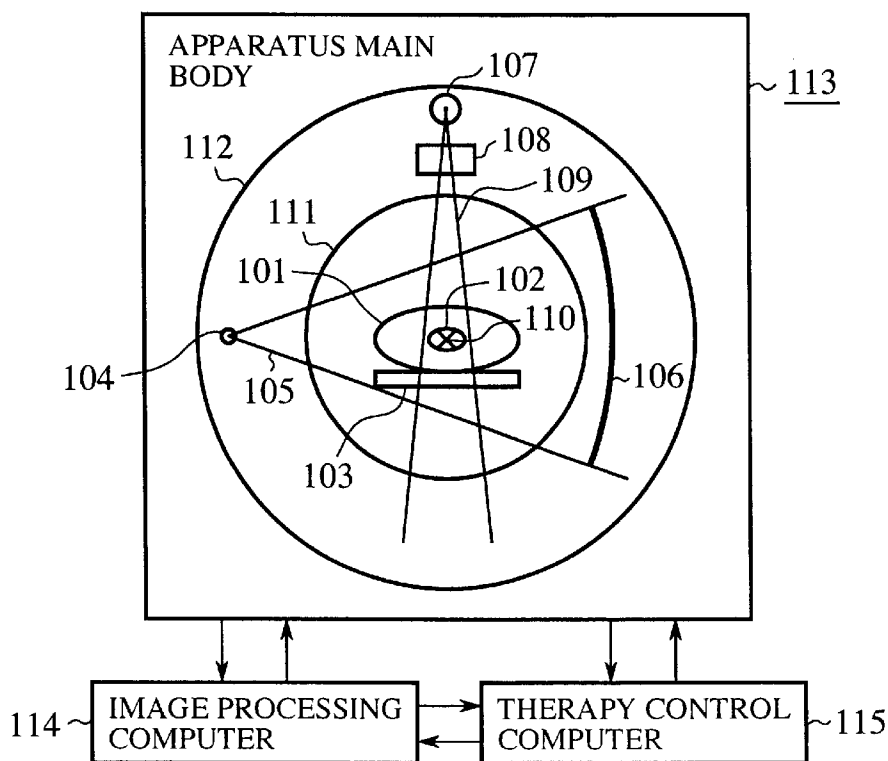 APPARATUS MAIN
BODY
107
113
112
108
109
111
101
102
110
104
105
106
103
114
IMAGE PROCESSING
COMPUTER
THERAPY CONTROL
COMPUTER
115